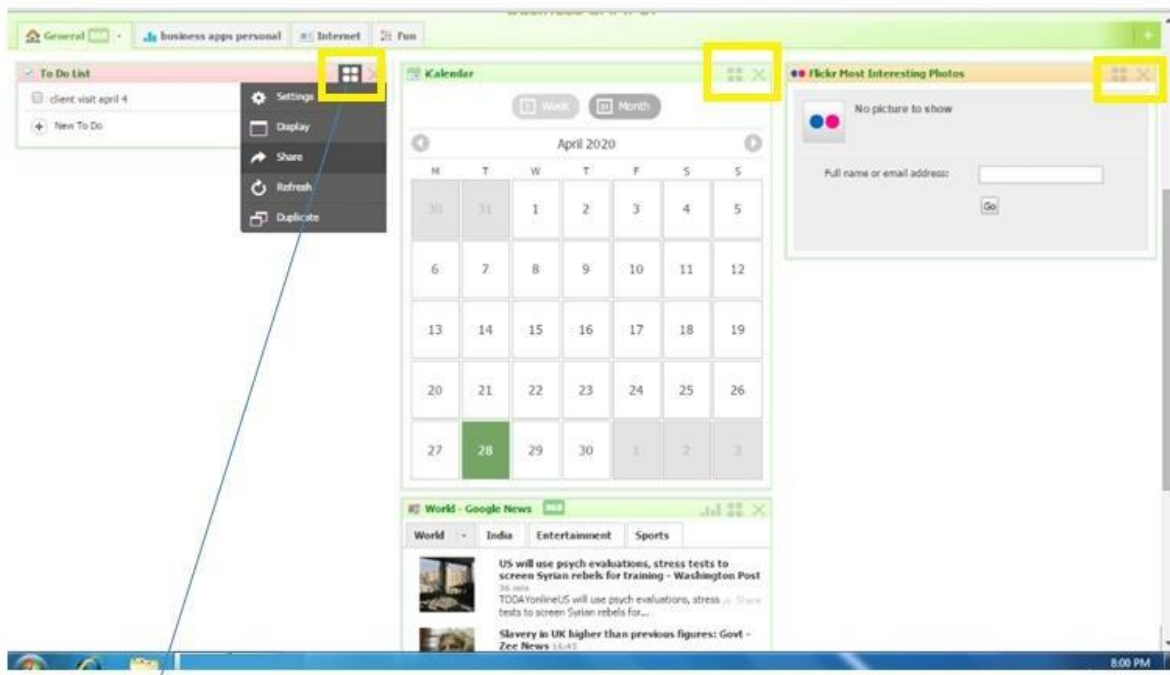 General
business apps personal
Internet
Fun
To Do List
client visit april 4
New To Do
Settings
Display
Share
Refresh
Duplicate
Kalendar
Week
Month
April 2020
M T W T F S S
30 31 1 2 3 4 5
6 7 8 9 10 11 12
13 14 15 16 17 18 19
20 21 22 23 24 25 26
27 28 29 30 1 2 3
World - Google News
World India Entertainment Sports
US will use psych evaluations, stress tests to
screen Syrian rebels for training - Washington Post
36 min
TODAYonlineUS will use psych evaluations, stress Share
tests to screen Syrian rebels for...
Slavery in UK higher than previous figures: Govt -
Zee News 16:45
Flickr Most Interesting Photos
No picture to show
Full name or email address:
Go
8:00 PM